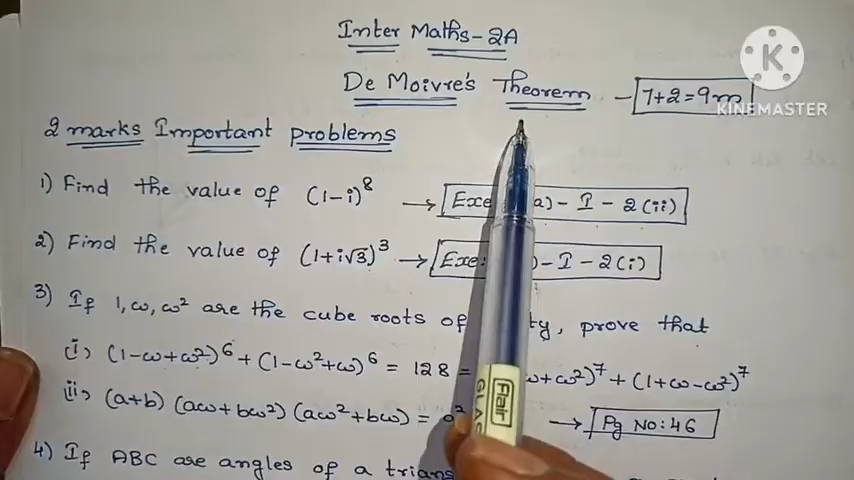 Inter Maths-2A
De Moivre's Theorem - 7+2=9m
KINEMASTER
2 marks Important problems
1) Find the value of (1-i)⁸ → Exe a) - I - 2(ii)
2) Find the value of (1+i√3)³ → Exe: ) - I - 2(i)
3) If 1, ω, ω² are the cube roots of ty, prove that
(i) (1-ω+ω²)⁶ + (1-ω²+ω)⁶ = 128 = ω+ω²)⁷ + (1+ω-ω²)⁷
(ii) (a+b) (aω+bω²) (aω²+bω) = → Pg No: 46
4) If ABC are angles of a trian
Flair